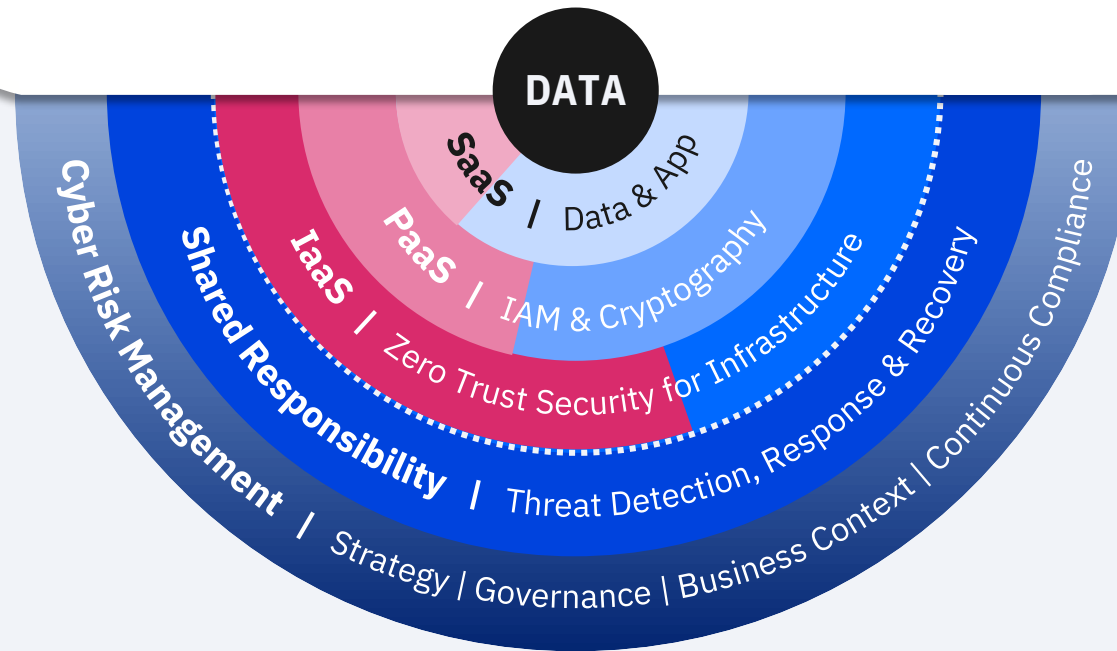 DATA
SaaS | Data & App
PaaS | IAM & Cryptography
IaaS | Zero Trust Security for Infrastructure
Shared Responsibility | Threat Detection, Response & Recovery
Cyber Risk Management | Strategy | Governance | Business Context | Continuous Compliance